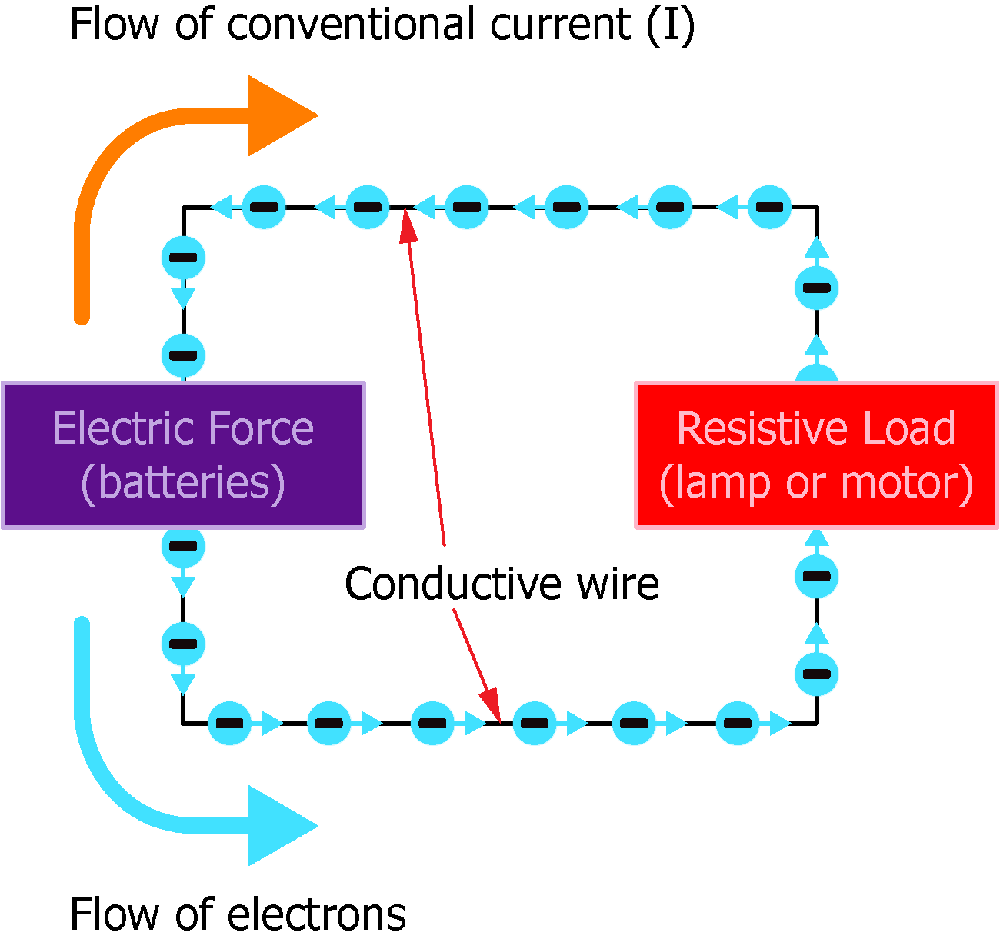 Flow of conventional current (I)
Electric Force
(batteries)
Resistive Load
(lamp or motor)
Conductive wire
Flow of electrons